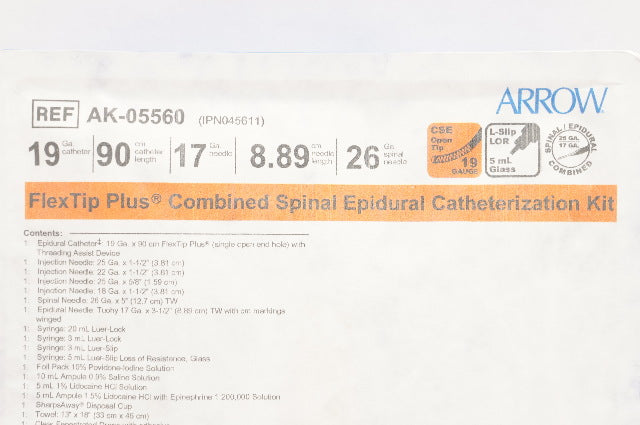 ARROW
REF AK-05560 (IPN045611)
19 Ga. catheter 90 cm catheter length 17 Ga. needle 8.89 cm needle length 26 Ga. spinal needle
CSE Open Tip 19 GAUGE
L-Slip LOR 5 mL Glass
SPINAL / EPIDURAL COMBINED 17 GA.
FlexTip Plus® Combined Spinal Epidural Catheterization Kit
Contents:
1: Epidural Catheter‡: 19 Ga. x 90 cm FlexTip Plus® (single open end hole) with
Threading Assist Device
1: Injection Needle: 25 Ga. x 1-1/2" (3.81 cm)
1: Injection Needle: 22 Ga. x 1-1/2" (3.81 cm)
1: Injection Needle: 25 Ga. x 5/8" (1.59 cm)
1: Injection Needle: 18 Ga. x 1-1/2" (3.81 cm)
1: Spinal Needle: 26 Ga. x 5" (12.7 cm) TW
1: Epidural Needle: Tuohy 17 Ga. x 3-1/2" (8.89 cm) TW with cm markings
winged
1: Syringe: 20 mL Luer-Lock
1: Syringe: 3 mL Luer-Lock
1: Syringe: 3 mL Luer-Slip
1: Syringe: 5 mL Luer-Slip Loss of Resistance, Glass
1: Foil Pack 10% Povidone-Iodine Solution
1: 10 mL Ampule 0.9% Saline Solution
1: 5 mL 1% Lidocaine HCl Solution
1: 5 mL Ampule 1.5% Lidocaine HCl with Epinephrine 1:200,000 Solution
1: SharpsAway® Disposal Cup
1: Towel: 13" x 18" (33 cm x 46 cm)
1: Clear Fenestrated Drape with adhesive